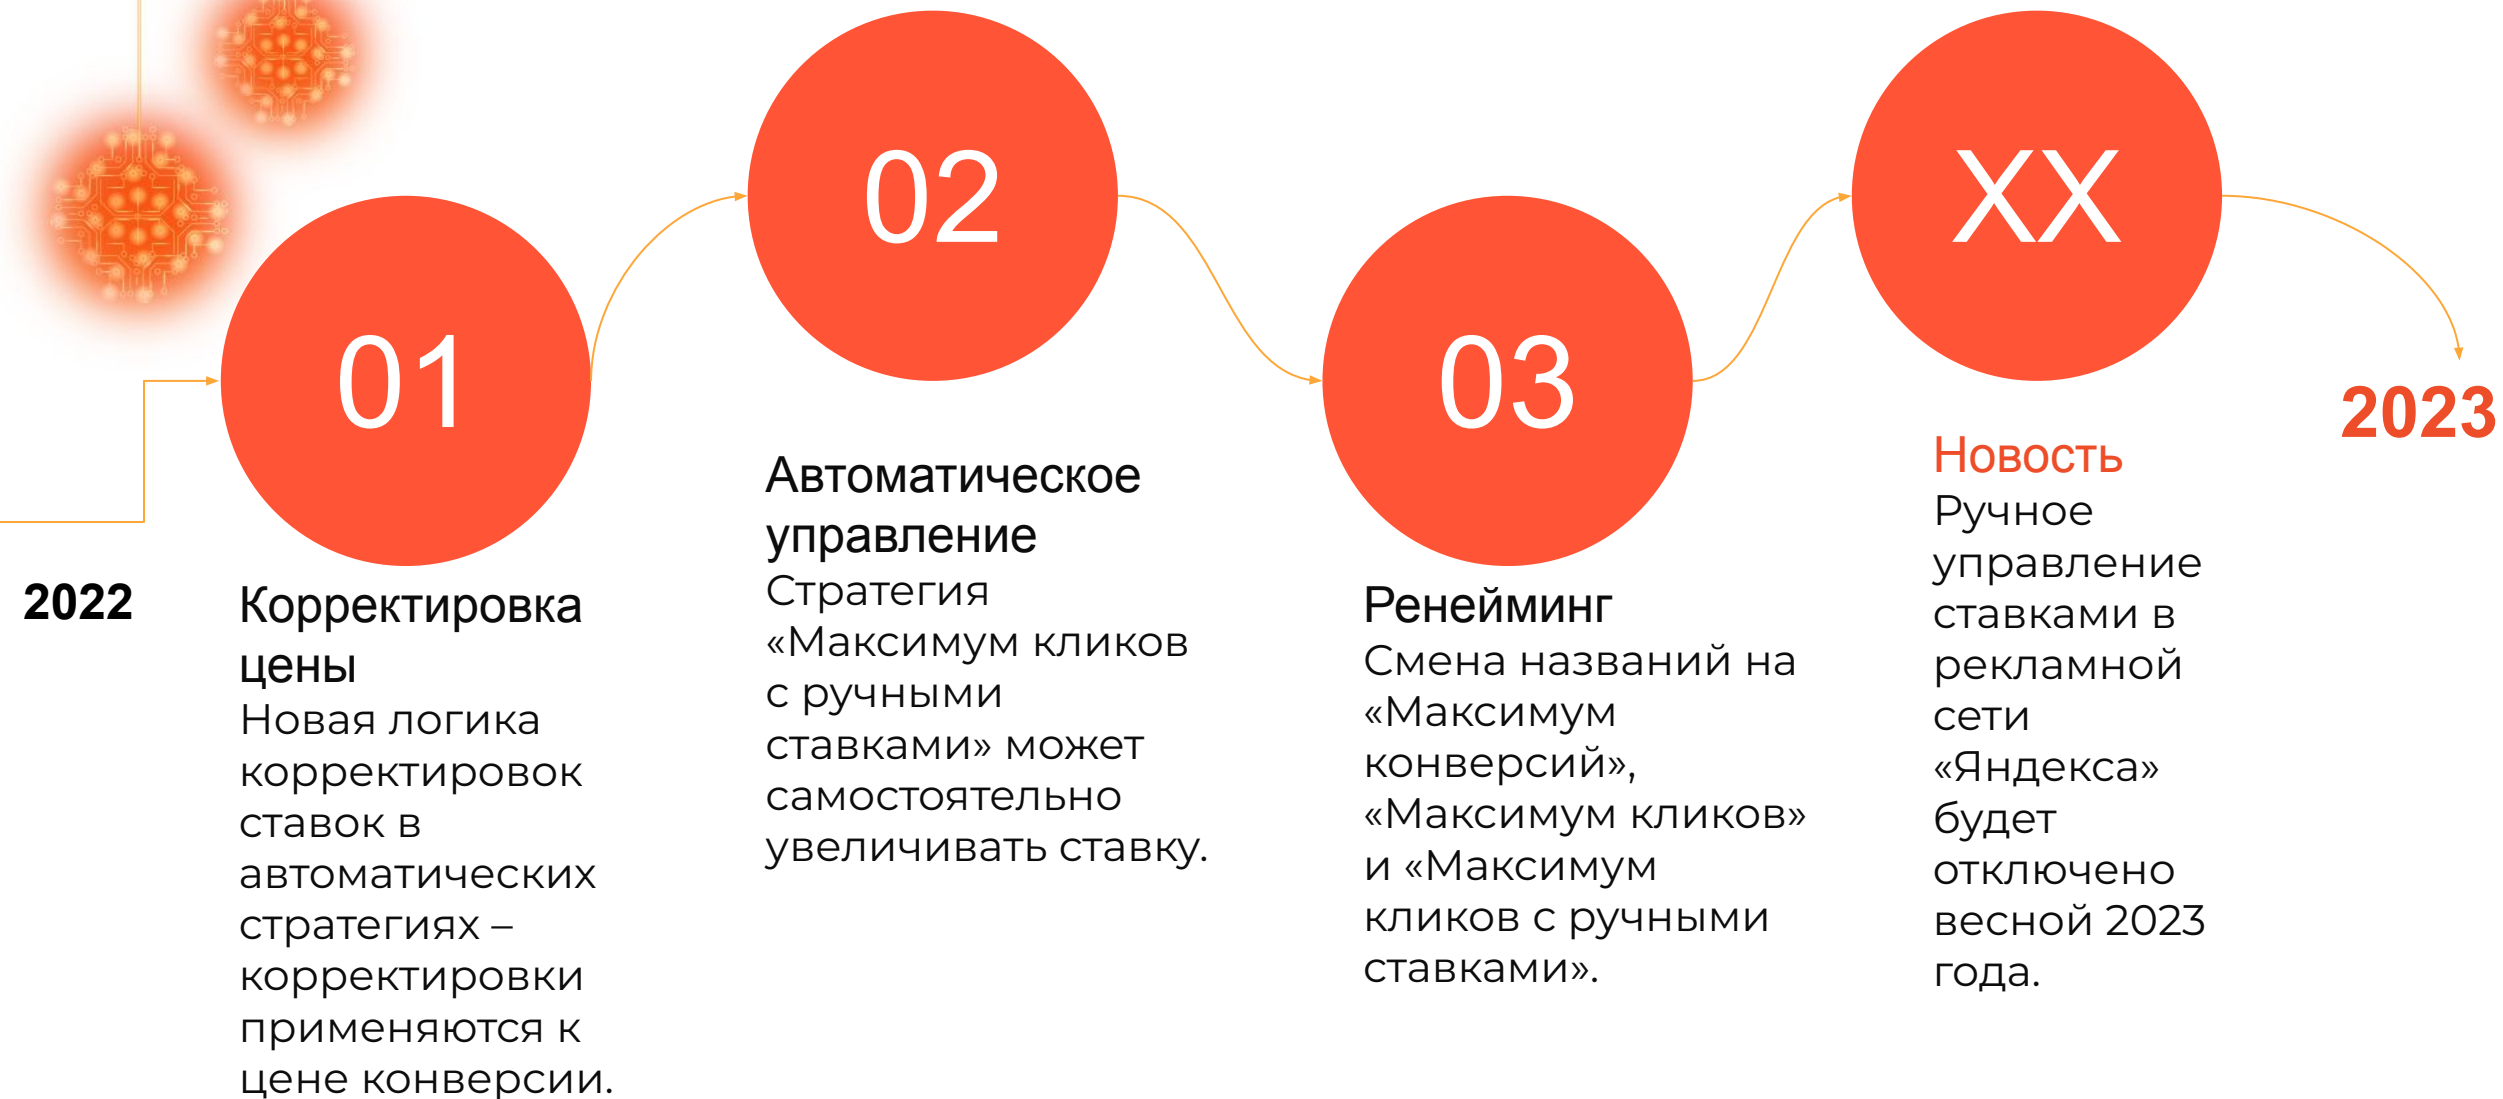 2022
01
Корректировка
цены
Новая логика
корректировок
ставок в
автоматических
стратегиях –
корректировки
применяются к
цене конверсии.
02
Автоматическое
управление
Стратегия
«Максимум кликов
с ручными
ставками» может
самостоятельно
увеличивать ставку.
03
Ренейминг
Смена названий на
«Максимум
конверсий»,
«Максимум кликов»
и «Максимум
кликов с ручными
ставками».
XX
Новость
Ручное
управление
ставками в
рекламной
сети
«Яндекса»
будет
отключено
весной 2023
года.
2023